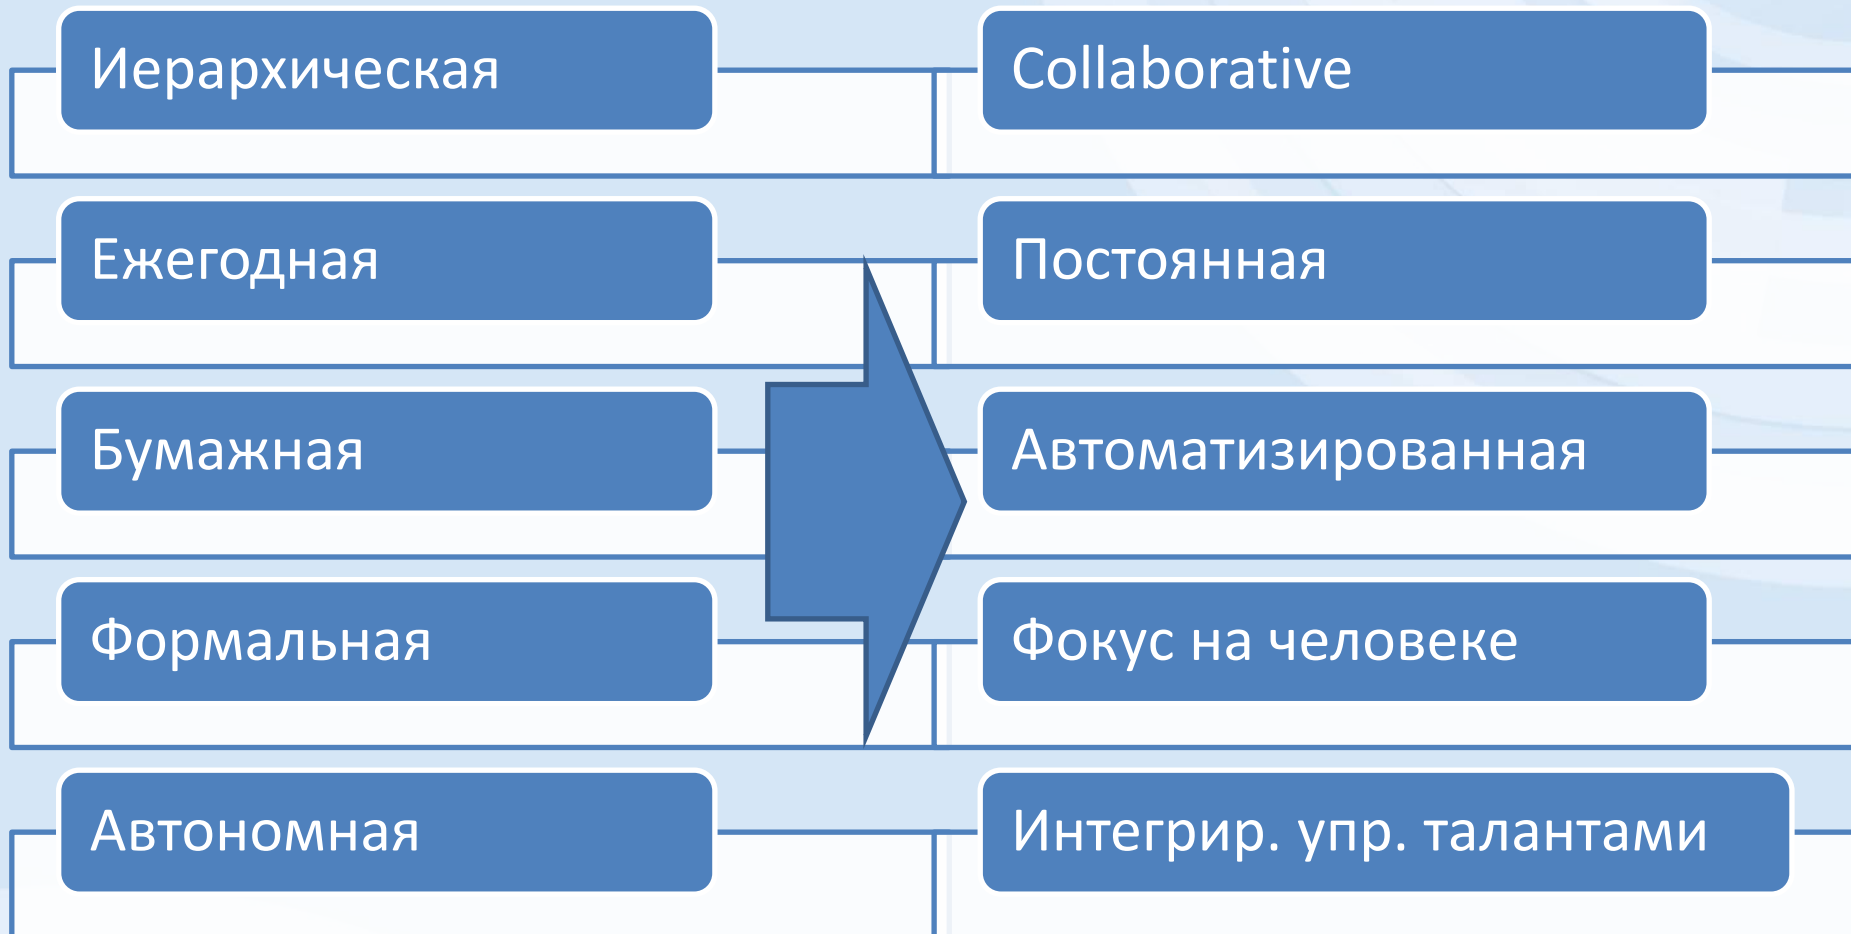 Иерархическая
Collaborative
Ежегодная
Постоянная
Бумажная
Автоматизированная
Формальная
Фокус на человеке
Автономная
Интегрир. упр. талантами